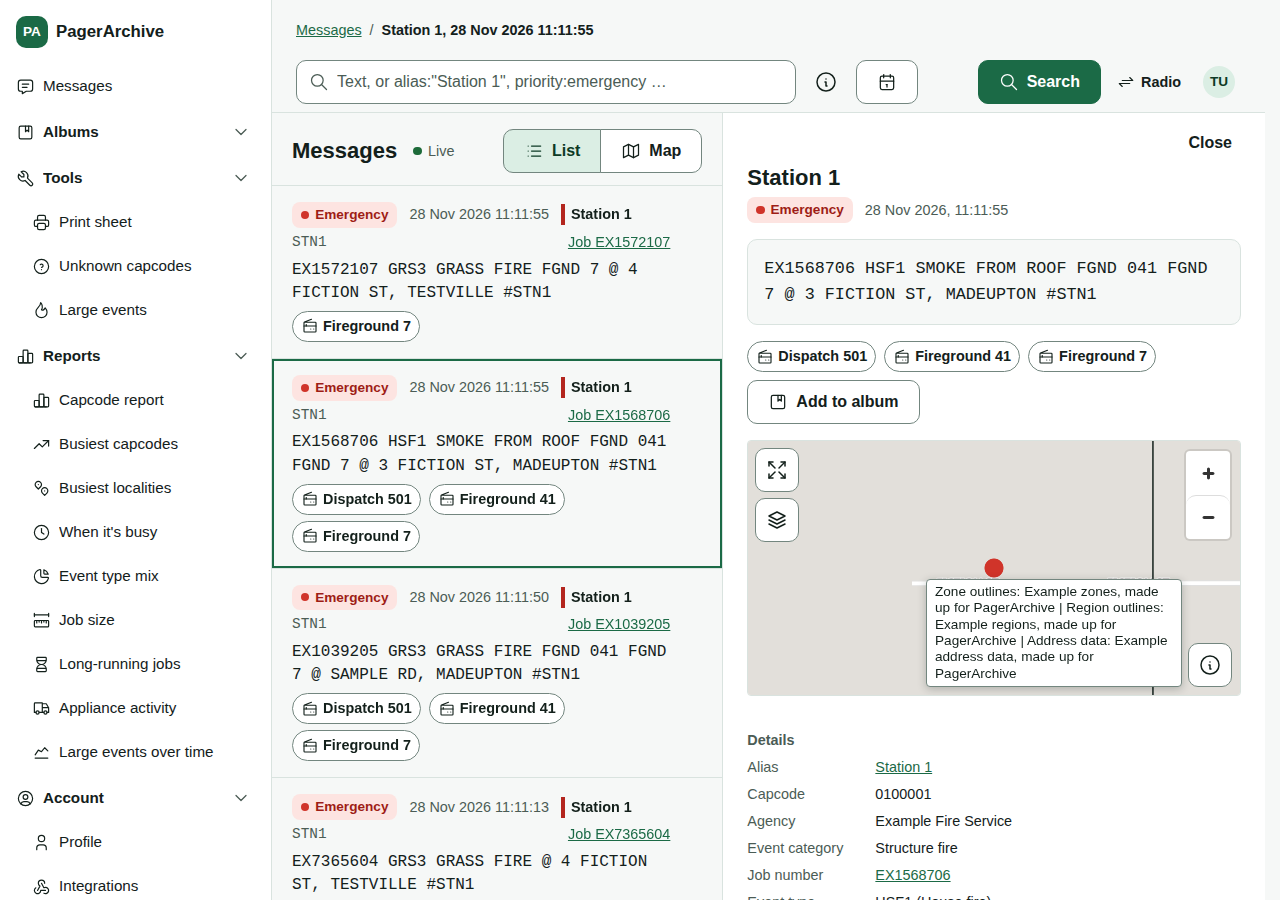 PA PagerArchive
Messages
Albums
Tools
Print sheet
Unknown capcodes
Large events
Reports
Capcode report
Busiest capcodes
Busiest localities
When it's busy
Event type mix
Job size
Long-running jobs
Appliance activity
Large events over time
Account
Profile
Integrations
Messages / Station 1, 28 Nov 2026 11:11:55
Text, or alias:"Station 1", priority:emergency …
Search
Radio
TU
Messages
Live
List
Map
Emergency 28 Nov 2026 11:11:55 Station 1
STN1 Job EX1572107
EX1572107 GRS3 GRASS FIRE FGND 7 @ 4
FICTION ST, TESTVILLE #STN1
Fireground 7
Emergency 28 Nov 2026 11:11:55 Station 1
STN1 Job EX1568706
EX1568706 HSF1 SMOKE FROM ROOF FGND 041
FGND 7 @ 3 FICTION ST, MADEUPTON #STN1
Dispatch 501 Fireground 41
Fireground 7
Emergency 28 Nov 2026 11:11:50 Station 1
STN1 Job EX1039205
EX1039205 GRS3 GRASS FIRE FGND 041 FGND
7 @ SAMPLE RD, MADEUPTON #STN1
Dispatch 501 Fireground 41
Fireground 7
Emergency 28 Nov 2026 11:11:13 Station 1
STN1 Job EX7365604
EX7365604 GRS3 GRASS FIRE @ 4 FICTION
ST, TESTVILLE #STN1
Close
Station 1
Emergency 28 Nov 2026, 11:11:55
EX1568706 HSF1 SMOKE FROM ROOF FGND 041 FGND
7 @ 3 FICTION ST, MADEUPTON #STN1
Dispatch 501 Fireground 41 Fireground 7
Add to album
+
−
Zone outlines: Example zones, made
up for PagerArchive | Region outlines:
Example regions, made up for
PagerArchive | Address data: Example
address data, made up for
PagerArchive
Details
Alias Station 1
Capcode 0100001
Agency Example Fire Service
Event category Structure fire
Job number EX1568706
Event type HSF1 (House fire)